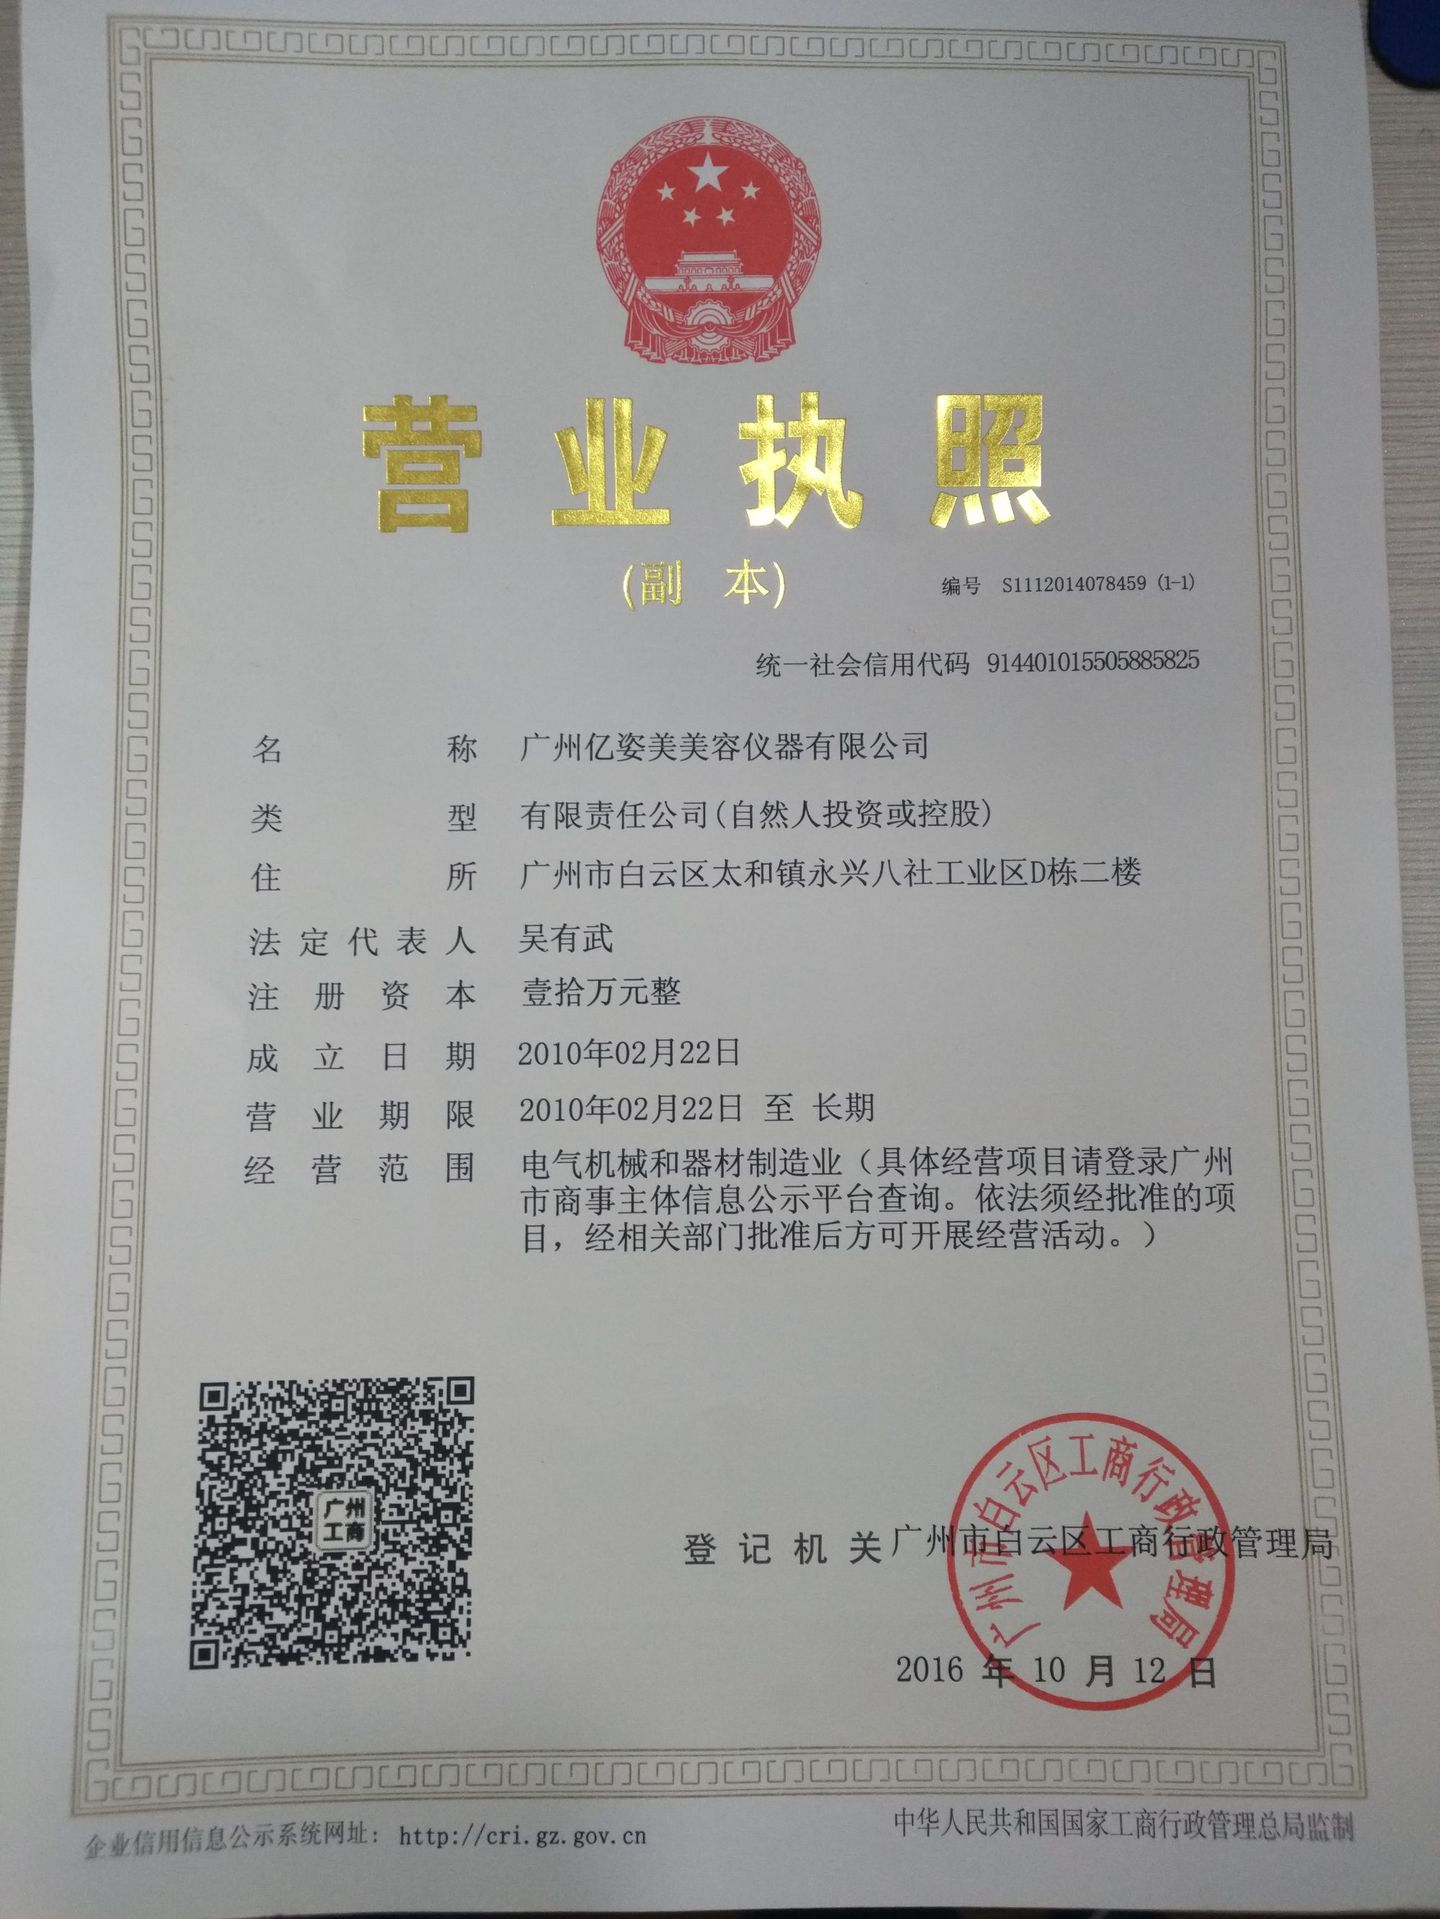 营业执照
(副 本)
编号 S1112014078459 (1-1)
统一社会信用代码 914401015505885825
名称 广州亿姿美美容仪器有限公司
类型 有限责任公司(自然人投资或控股)
住所 广州市白云区太和镇永兴八社工业区D栋二楼
法定代表人 吴有武
注册资本 壹拾万元整
成立日期 2010年02月22日
营业期限 2010年02月22日 至 长期
经营范围 电气机械和器材制造业（具体经营项目请登录广州
市商事主体信息公示平台查询。依法须经批准的项
目，经相关部门批准后方可开展经营活动。）
广州
工商
登记机关 广州市白云区工商行政管理局
广州市白云区工商行政管理局
2016 年 10 月 12 日
企业信用信息公示系统网址：http://cri.gz.gov.cn
中华人民共和国国家工商行政管理总局监制